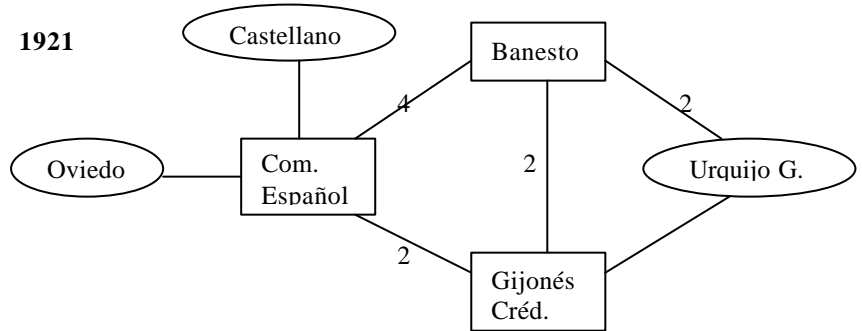 1921
Castellano
Banesto
4
2
Oviedo
Com.
Español
2
Urquijo G.
2
Gijonés
Créd.